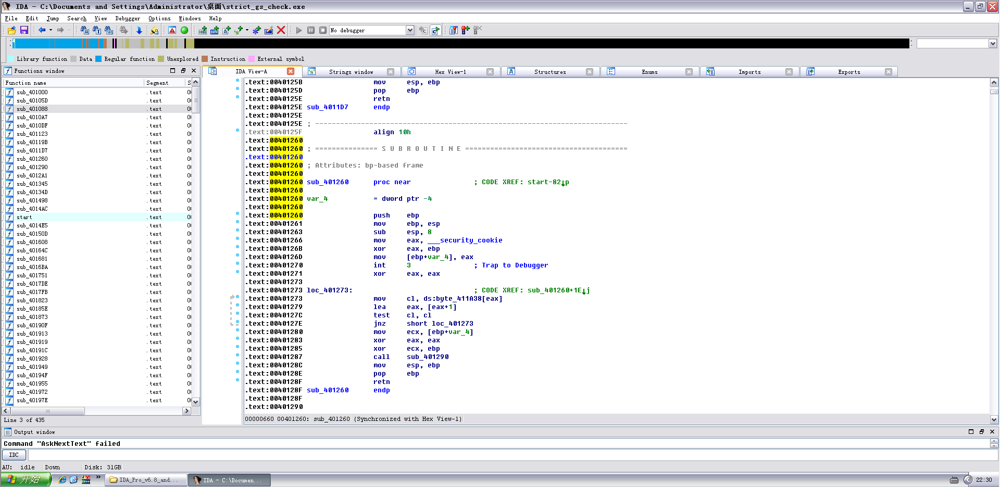 IDA - C:\Documents and Settings\Administrator\桌面\strict_gs_check.exe
File Edit Jump Search View Debugger Options Windows Help
No debugger
Library function Data Regular function Unexplored Instruction External symbol
Functions window
IDA View-A Strings window Hex View-1 Structures Enums Imports Exports
Function name Segment S
sub_401000 .text 0
sub_40105D .text 0
sub_401088 .text 0
sub_4010A7 .text 0
sub_4010DF .text 0
sub_401123 .text 0
sub_40119B .text 0
sub_4011D7 .text 0
sub_401260 .text 0
sub_401290 .text 0
sub_4012A1 .text 0
sub_401345 .text 0
sub_40134D .text 0
sub_401498 .text 0
sub_4014AC .text 0
start .text 0
sub_4014E5 .text 0
sub_40150D .text 0
sub_401608 .text 0
sub_40164C .text 0
sub_401681 .text 0
sub_4016BA .text 0
sub_401751 .text 0
sub_4017DE .text 0
sub_4017FB .text 0
sub_401823 .text 0
sub_40185E .text 0
sub_401873 .text 0
sub_40190F .text 0
sub_401913 .text 0
sub_401919 .text 0
sub_40191C .text 0
sub_401928 .text 0
sub_401949 .text 0
sub_40194F .text 0
sub_401955 .text 0
sub_401972 .text 0
sub_40197E .text 0
Line 3 of 435
.text:0040125B mov esp, ebp
.text:0040125D pop ebp
.text:0040125E retn
.text:0040125E sub_4011D7 endp
.text:0040125E
.text:0040125E ; ---------------------------------------------------------------------------
.text:0040125F align 10h
.text:00401260
.text:00401260 ; =============== S U B R O U T I N E =======================================
.text:00401260
.text:00401260 ; Attributes: bp-based frame
.text:00401260
.text:00401260 sub_401260 proc near ; CODE XREF: start-82↓p
.text:00401260
.text:00401260 var_4 = dword ptr -4
.text:00401260
.text:00401260 push ebp
.text:00401261 mov ebp, esp
.text:00401263 sub esp, 8
.text:00401266 mov eax, ___security_cookie
.text:0040126B xor eax, ebp
.text:0040126D mov [ebp+var_4], eax
.text:00401270 int 3 ; Trap to Debugger
.text:00401271 xor eax, eax
.text:00401273
.text:00401273 loc_401273: ; CODE XREF: sub_401260+1E↓j
.text:00401273 mov cl, ds:byte_411A38[eax]
.text:00401279 lea eax, [eax+1]
.text:0040127C test cl, cl
.text:0040127E jnz short loc_401273
.text:00401280 mov ecx, [ebp+var_4]
.text:00401283 xor eax, eax
.text:00401285 xor ecx, ebp
.text:00401287 call sub_401290
.text:0040128C mov esp, ebp
.text:0040128E pop ebp
.text:0040128F retn
.text:0040128F sub_401260 endp
.text:0040128F
.text:00401290
00000660 00401260: sub_401260 (Synchronized with Hex View-1)
Output window
Command "AskNextText" failed
IDC
AU: idle Down Disk: 31GB
开始 IDA_Pro_v6.8_and... IDA - C:\Documen... 22:30